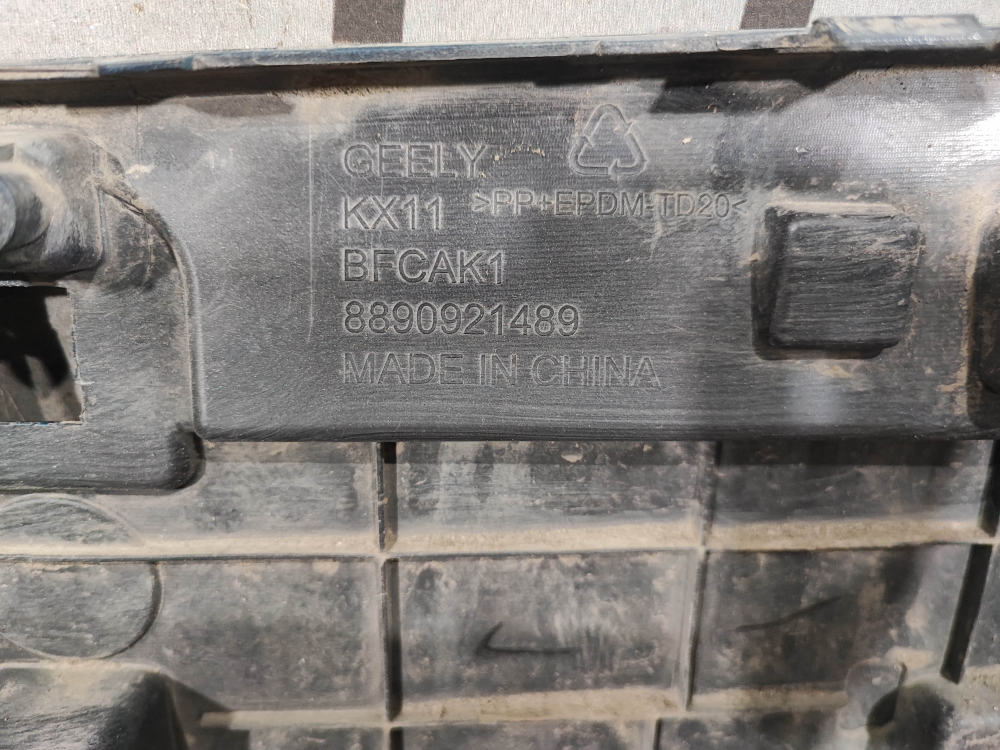 GEELY
KX11 >PP+EPDM-TD20<
BFCAK1
8890921489
MADE IN CHINA